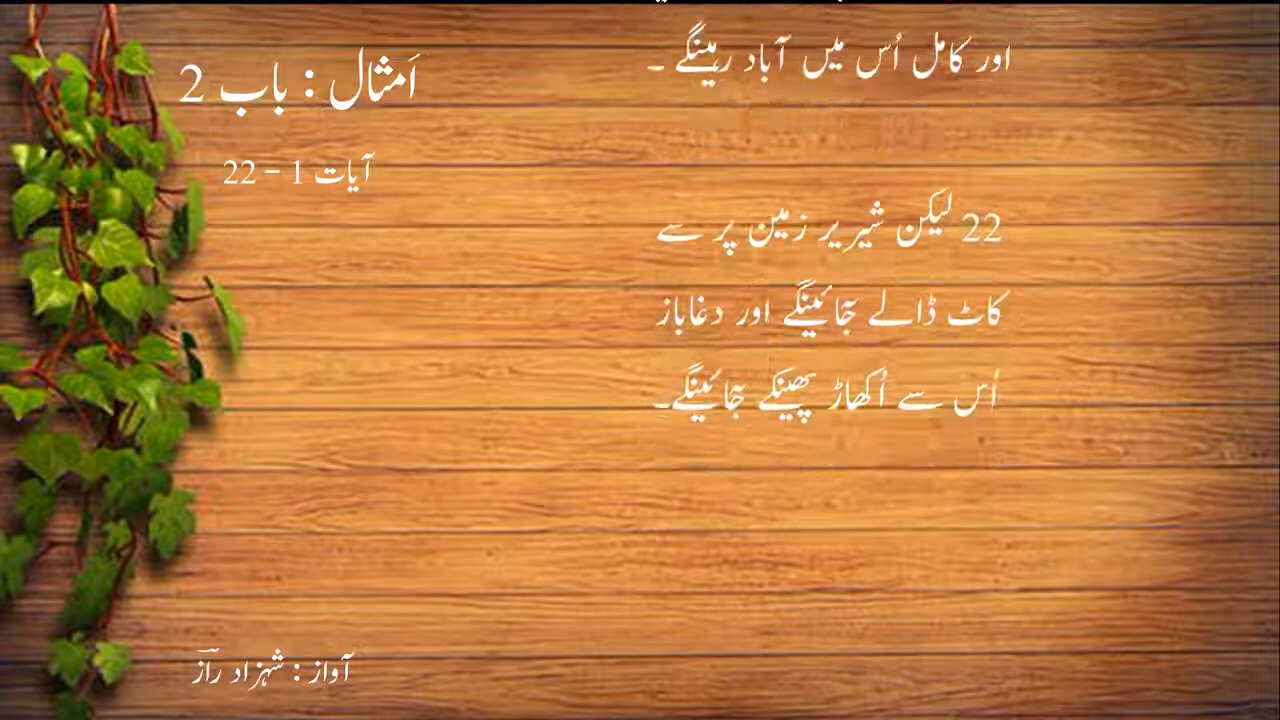 اَمثال : باب 2
آیات 1 – 22
اور کامل اُس میں آباد رہینگے ۔
22 لیکن شریر زمین پر سے
کاٹ ڈالے جائینگے اور دغاباز
اُس سے اُکھاڑ پھینکے جائینگے۔
آواز : شہزاد راز